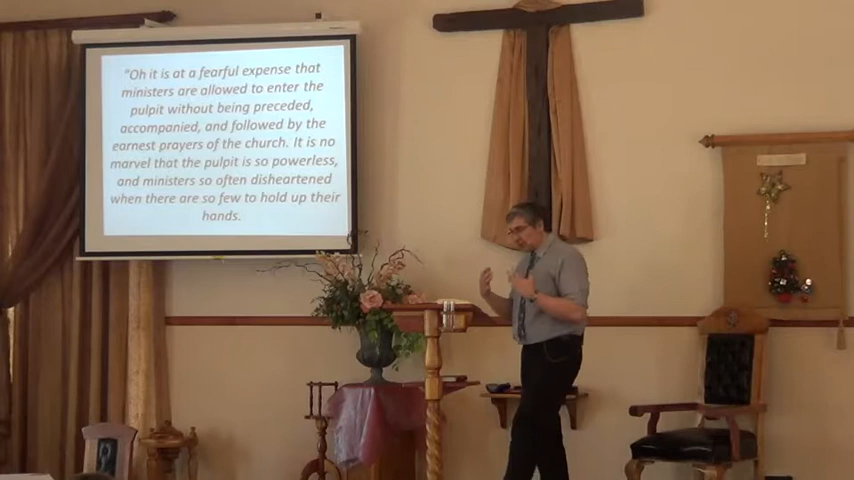 "Oh it is at a fearful expense that
ministers are allowed to enter the
pulpit without being preceded,
accompanied, and followed by the
earnest prayers of the church. It is no
marvel that the pulpit is so powerless,
and ministers so often disheartened
when there are so few to hold up their
hands.